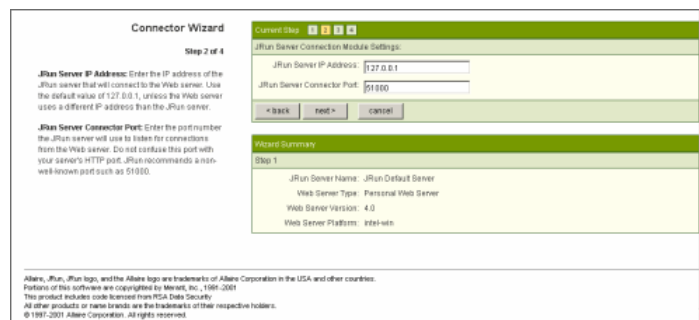 Connector Wizard
Step 2 of 4
JRun Server IP Address: Enter the IP address of the
JRun server that will connect to the Web server. Use
the default value of 127.0.0.1, unless the Web server
uses a different IP address than the JRun server.
JRun Server Connector Port: Enter the port number
the JRun server will use to listen for connections
from the Web server. Do not confuse this port with
your server's HTTP port. JRun recommends a non-
well-known port such as 51000.
Current Step 1 2 3 4
JRun Server Connection Module Settings:
JRun Server IP Address: 127.0.0.1
JRun Server Connector Port: 51000
< back next > cancel
Wizard Summary
Step 1
JRun Server Name: JRun Default Server
Web Server Type: Personal Web Server
Web Server Version: 4.0
Web Server Platform: intel-win
Allaire, JRun, JRun logo, and the Allaire logo are trademarks of Allaire Corporation in the USA and other countries.
Portions of this software are copyrighted by Merant, Inc., 1991-2001
This product includes code licensed from RSA Data Security
All other products or name brands are the trademarks of their respective holders.
© 1997-2001 Allaire Corporation. All rights reserved.